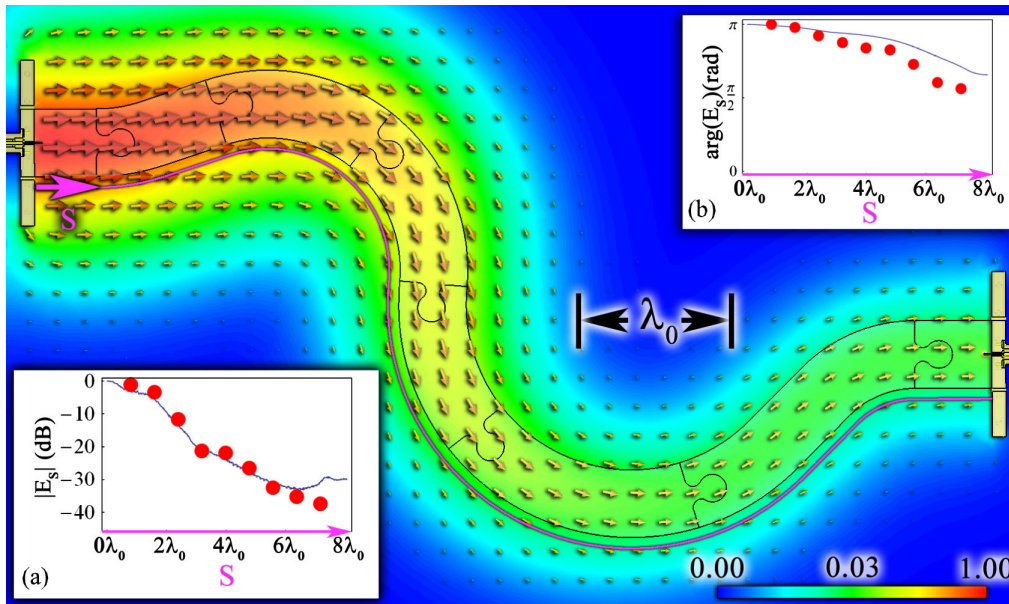 S
λ₀
0.00 0.03 1.00
(a)
|Eₛ| (dB)
0
−10
−20
−30
−40
0λ₀ 2λ₀ 4λ₀ 6λ₀ 8λ₀
S
(b)
arg(Eₛ)(rad)
π
π/2
0
0λ₀ 2λ₀ 4λ₀ 6λ₀ 8λ₀
S